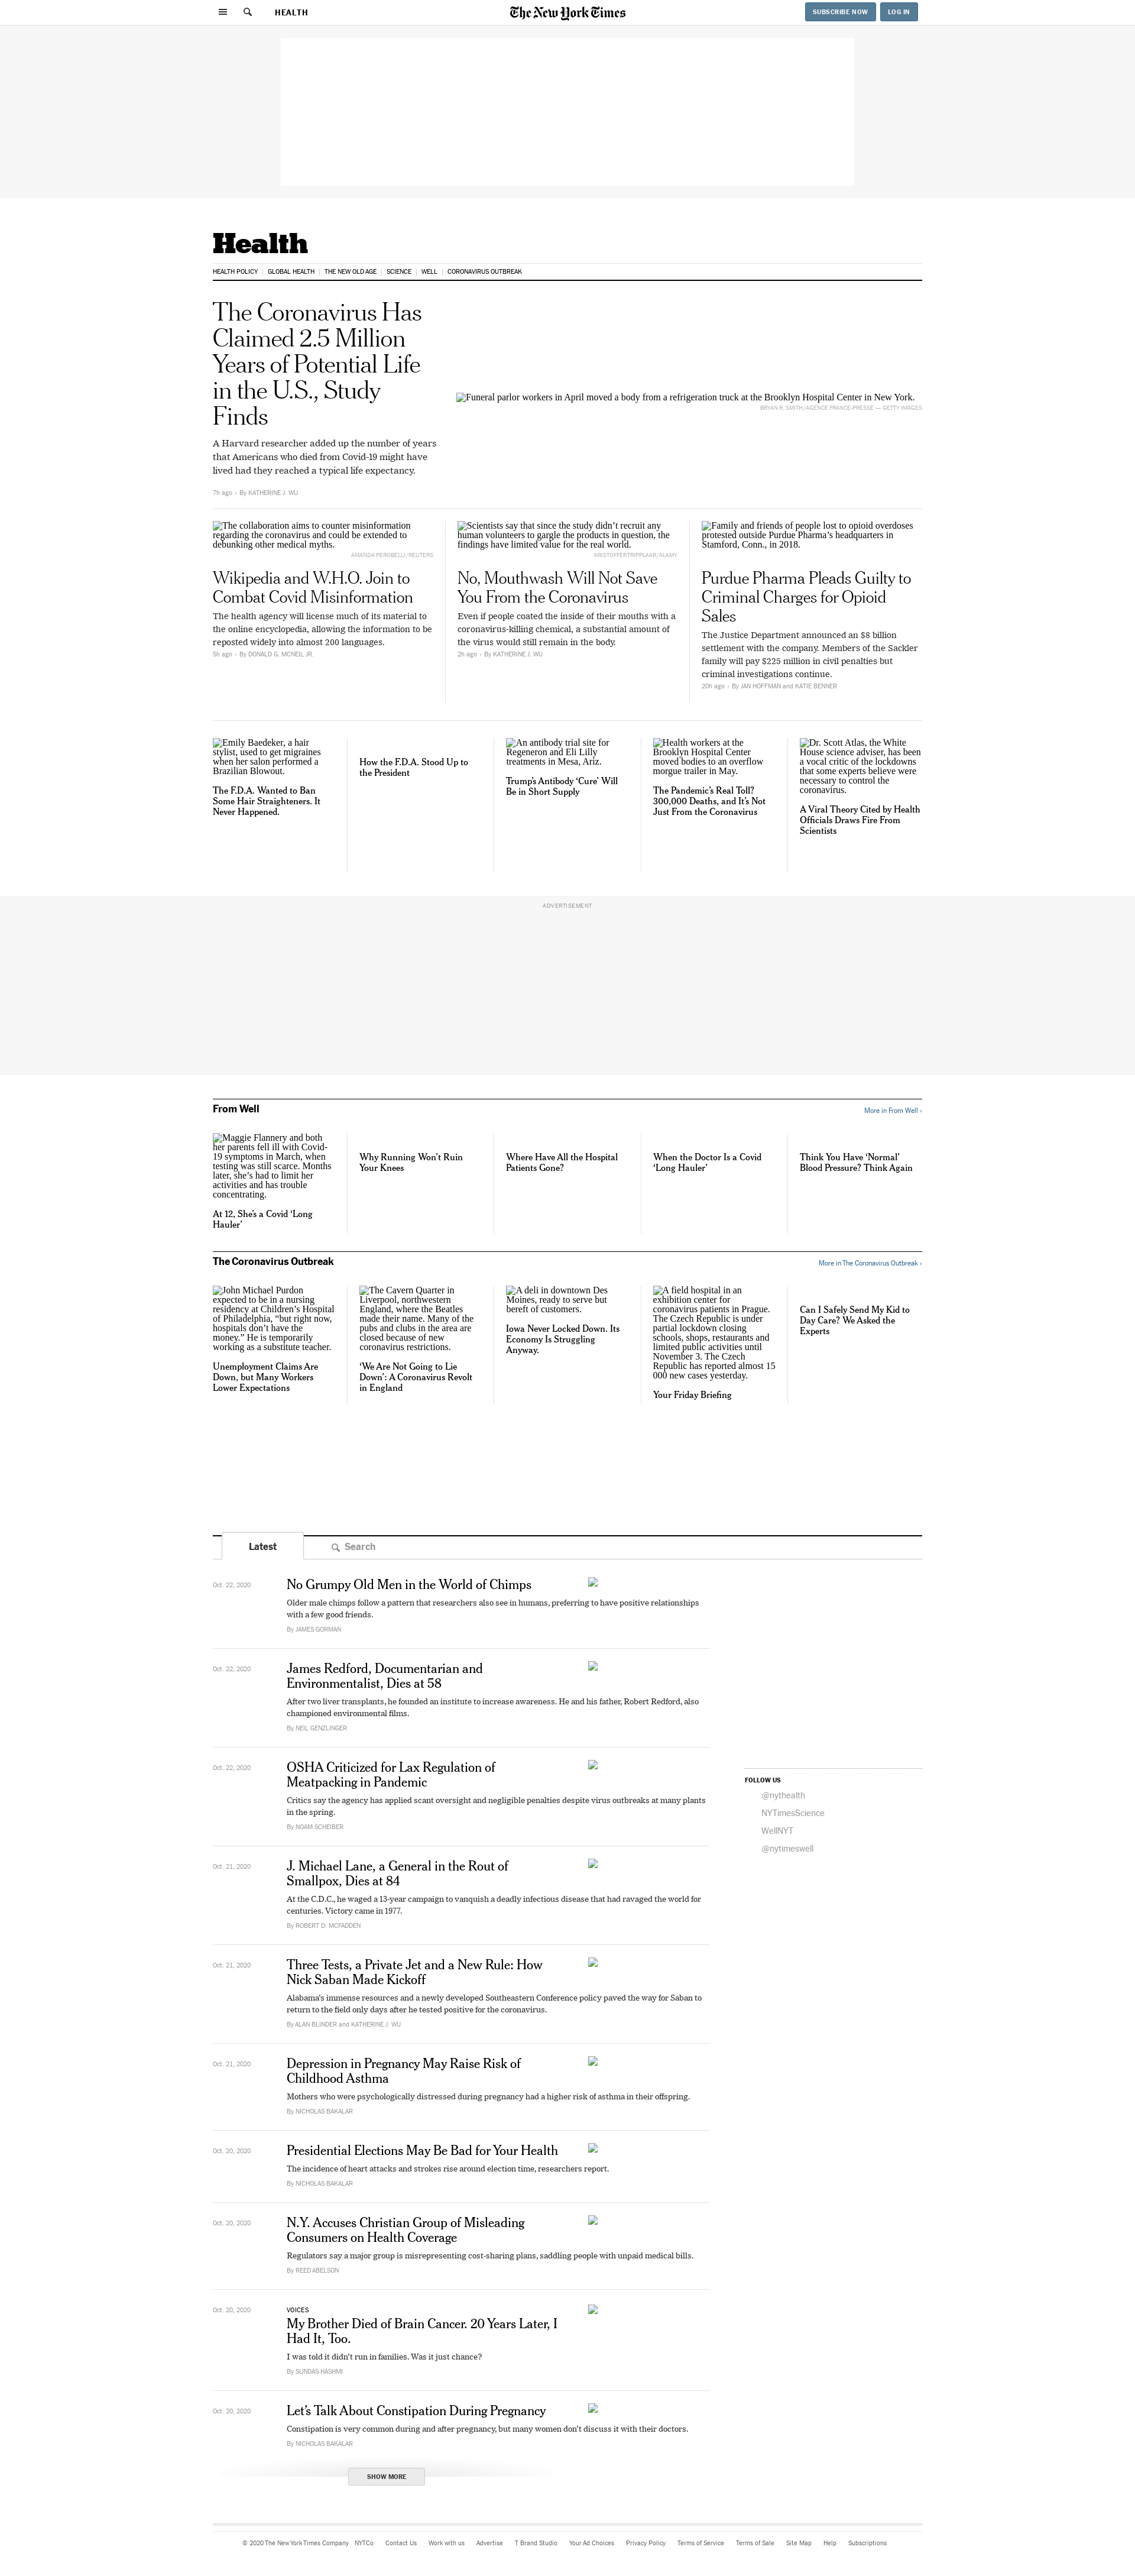 HEALTH
The New York Times
SUBSCRIBE NOW
LOG IN
Health
HEALTH POLICY
GLOBAL HEALTH
THE NEW OLD AGE
SCIENCE
WELL
CORONAVIRUS OUTBREAK
The Coronavirus Has
Claimed 2.5 Million
Years of Potential Life
in the U.S., Study
Finds
A Harvard researcher added up the number of years
that Americans who died from Covid-19 might have
lived had they reached a typical life expectancy.
7h ago • By KATHERINE J. WU
Funeral parlor workers in April moved a body from a refrigeration truck at the Brooklyn Hospital Center in New York.
BRYAN R. SMITH/AGENCE FRANCE-PRESSE — GETTY IMAGES
The collaboration aims to counter misinformation
regarding the coronavirus and could be extended to
debunking other medical myths.
AMANDA PEROBELLI/REUTERS
Wikipedia and W.H.O. Join to
Combat Covid Misinformation
The health agency will license much of its material to
the online encyclopedia, allowing the information to be
reposted widely into almost 200 languages.
5h ago • By DONALD G. MCNEIL JR.
Scientists say that since the study didn’t recruit any
human volunteers to gargle the products in question, the
findings have limited value for the real world.
KRISTOFFERTRIPPLAAR/ALAMY
No, Mouthwash Will Not Save
You From the Coronavirus
Even if people coated the inside of their mouths with a
coronavirus-killing chemical, a substantial amount of
the virus would still remain in the body.
2h ago • By KATHERINE J. WU
Family and friends of people lost to opioid overdoses
protested outside Purdue Pharma’s headquarters in
Stamford, Conn., in 2018.
Purdue Pharma Pleads Guilty to
Criminal Charges for Opioid
Sales
The Justice Department announced an $8 billion
settlement with the company. Members of the Sackler
family will pay $225 million in civil penalties but
criminal investigations continue.
20h ago • By JAN HOFFMAN and KATIE BENNER
Emily Baedeker, a hair
stylist, used to get migraines
when her salon performed a
Brazilian Blowout.
The F.D.A. Wanted to Ban
Some Hair Straighteners. It
Never Happened.
How the F.D.A. Stood Up to
the President
An antibody trial site for
Regeneron and Eli Lilly
treatments in Mesa, Ariz.
Trump’s Antibody ‘Cure’ Will
Be in Short Supply
Health workers at the
Brooklyn Hospital Center
moved bodies to an overflow
morgue trailer in May.
The Pandemic’s Real Toll?
300,000 Deaths, and It’s Not
Just From the Coronavirus
Dr. Scott Atlas, the White
House science adviser, has been
a vocal critic of the lockdowns
that some experts believe were
necessary to control the
coronavirus.
A Viral Theory Cited by Health
Officials Draws Fire From
Scientists
ADVERTISEMENT
From Well
More in From Well ›
Maggie Flannery and both
her parents fell ill with Covid-
19 symptoms in March, when
testing was still scarce. Months
later, she’s had to limit her
activities and has trouble
concentrating.
At 12, She’s a Covid ‘Long
Hauler’
Why Running Won’t Ruin
Your Knees
Where Have All the Hospital
Patients Gone?
When the Doctor Is a Covid
‘Long Hauler’
Think You Have ‘Normal’
Blood Pressure? Think Again
The Coronavirus Outbreak
More in The Coronavirus Outbreak ›
John Michael Purdon
expected to be in a nursing
residency at Children’s Hospital
of Philadelphia, “but right now,
hospitals don’t have the
money.” He is temporarily
working as a substitute teacher.
Unemployment Claims Are
Down, but Many Workers
Lower Expectations
The Cavern Quarter in
Liverpool, northwestern
England, where the Beatles
made their name. Many of the
pubs and clubs in the area are
closed because of new
coronavirus restrictions.
‘We Are Not Going to Lie
Down’: A Coronavirus Revolt
in England
A deli in downtown Des
Moines, ready to serve but
bereft of customers.
Iowa Never Locked Down. Its
Economy Is Struggling
Anyway.
A field hospital in an
exhibition center for
coronavirus patients in Prague.
The Czech Republic is under
partial lockdown closing
schools, shops, restaurants and
limited public activities until
November 3. The Czech
Republic has reported almost 15
000 new cases yesterday.
Your Friday Briefing
Can I Safely Send My Kid to
Day Care? We Asked the
Experts
Latest
Search
Oct. 22, 2020
No Grumpy Old Men in the World of Chimps
Older male chimps follow a pattern that researchers also see in humans, preferring to have positive relationships
with a few good friends.
By JAMES GORMAN
Oct. 22, 2020
James Redford, Documentarian and
Environmentalist, Dies at 58
After two liver transplants, he founded an institute to increase awareness. He and his father, Robert Redford, also
championed environmental films.
By NEIL GENZLINGER
Oct. 22, 2020
OSHA Criticized for Lax Regulation of
Meatpacking in Pandemic
Critics say the agency has applied scant oversight and negligible penalties despite virus outbreaks at many plants
in the spring.
By NOAM SCHEIBER
FOLLOW US
@nythealth
NYTimesScience
WellNYT
@nytimeswell
Oct. 21, 2020
J. Michael Lane, a General in the Rout of
Smallpox, Dies at 84
At the C.D.C., he waged a 13-year campaign to vanquish a deadly infectious disease that had ravaged the world for
centuries. Victory came in 1977.
By ROBERT D. MCFADDEN
Oct. 21, 2020
Three Tests, a Private Jet and a New Rule: How
Nick Saban Made Kickoff
Alabama’s immense resources and a newly developed Southeastern Conference policy paved the way for Saban to
return to the field only days after he tested positive for the coronavirus.
By ALAN BLINDER and KATHERINE J. WU
Oct. 21, 2020
Depression in Pregnancy May Raise Risk of
Childhood Asthma
Mothers who were psychologically distressed during pregnancy had a higher risk of asthma in their offspring.
By NICHOLAS BAKALAR
Oct. 20, 2020
Presidential Elections May Be Bad for Your Health
The incidence of heart attacks and strokes rise around election time, researchers report.
By NICHOLAS BAKALAR
Oct. 20, 2020
N.Y. Accuses Christian Group of Misleading
Consumers on Health Coverage
Regulators say a major group is misrepresenting cost-sharing plans, saddling people with unpaid medical bills.
By REED ABELSON
Oct. 20, 2020
VOICES
My Brother Died of Brain Cancer. 20 Years Later, I
Had It, Too.
I was told it didn’t run in families. Was it just chance?
By SUNDAS HASHMI
Oct. 20, 2020
Let’s Talk About Constipation During Pregnancy
Constipation is very common during and after pregnancy, but many women don’t discuss it with their doctors.
By NICHOLAS BAKALAR
SHOW MORE
© 2020 The New York Times Company
NYTCo
Contact Us
Work with us
Advertise
T Brand Studio
Your Ad Choices
Privacy Policy
Terms of Service
Terms of Sale
Site Map
Help
Subscriptions